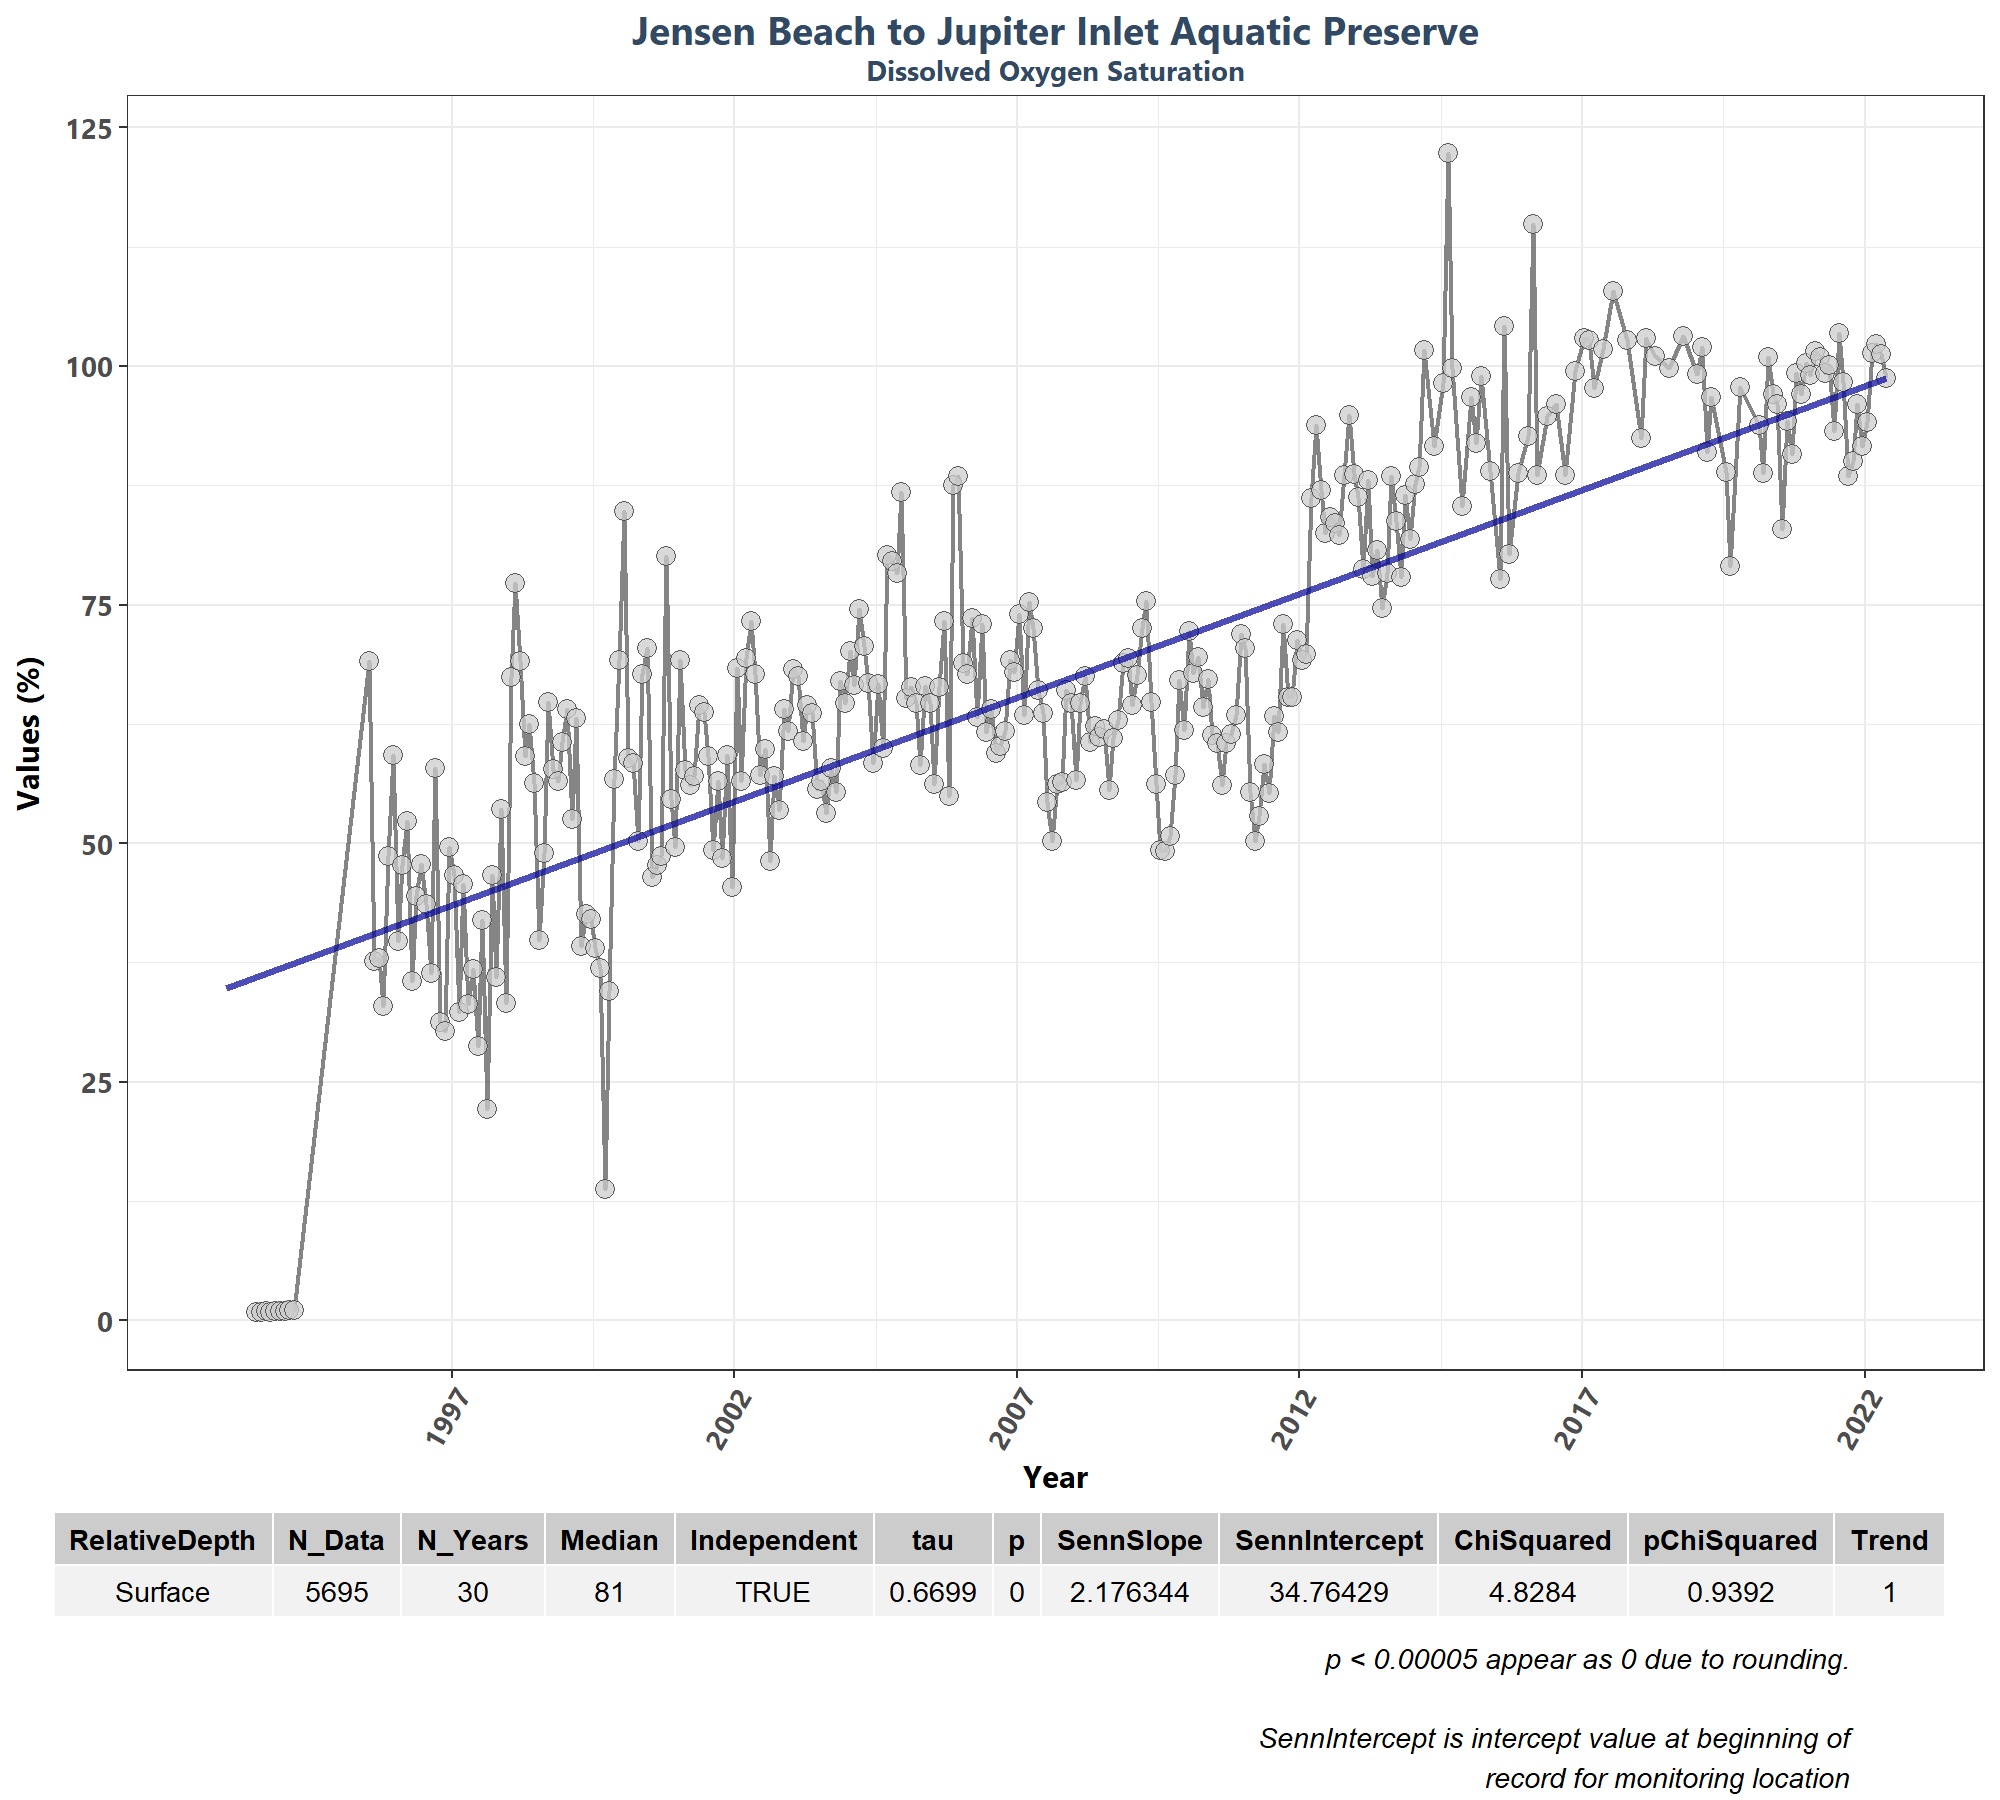 Jensen Beach to Jupiter Inlet Aquatic Preserve
Dissolved Oxygen Saturation
125
100
75
50
25
0
Values (%)
1997
2002
2007
2012
2017
2022
Year
RelativeDepth N_Data N_Years Median Independent tau p SennSlope SennIntercept ChiSquared pChiSquared Trend
Surface 5695 30 81 TRUE 0.6699 0 2.176344 34.76429 4.8284 0.9392 1
p < 0.00005 appear as 0 due to rounding.
SennIntercept is intercept value at beginning of
record for monitoring location